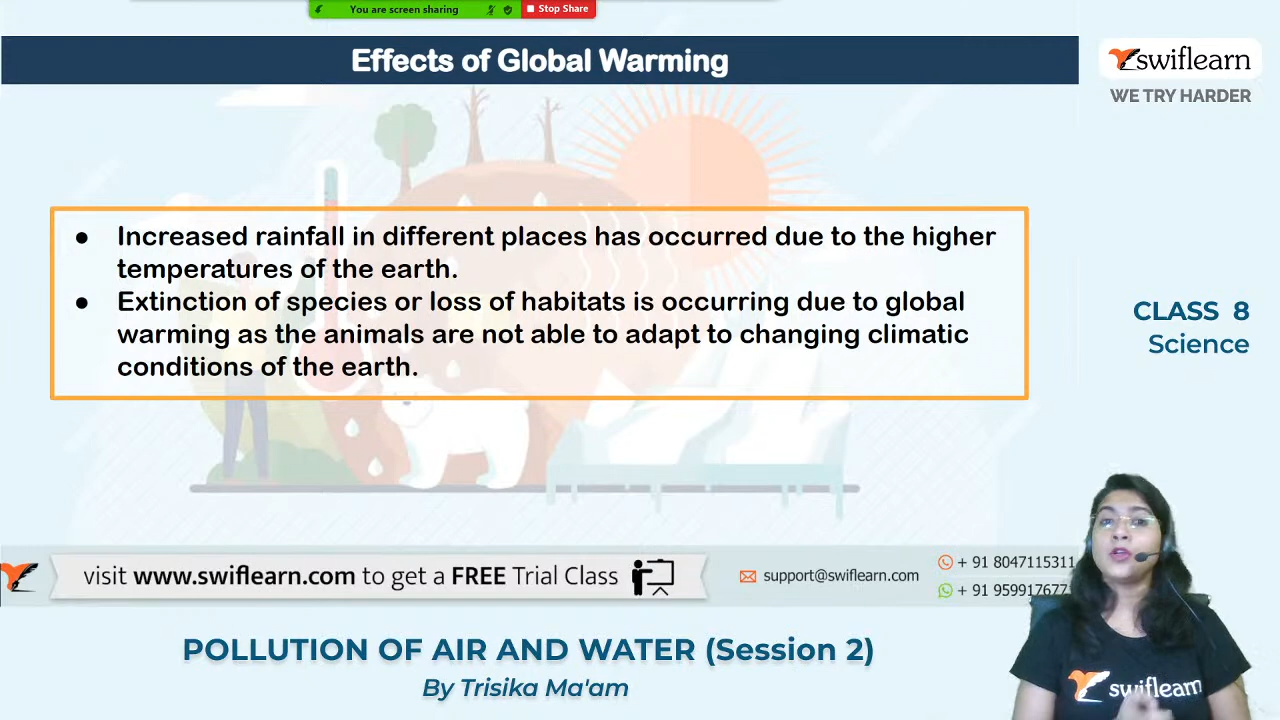 You are screen sharing
Stop Share
Effects of Global Warming
swiflearn
WE TRY HARDER
● Increased rainfall in different places has occurred due to the higher
temperatures of the earth.
● Extinction of species or loss of habitats is occurring due to global
warming as the animals are not able to adapt to changing climatic
conditions of the earth.
CLASS 8
Science
visit www.swiflearn.com to get a FREE Trial Class
support@swiflearn.com
+ 91 8047115311
+ 91 959917677
POLLUTION OF AIR AND WATER (Session 2)
By Trisika Ma'am
swiflearn